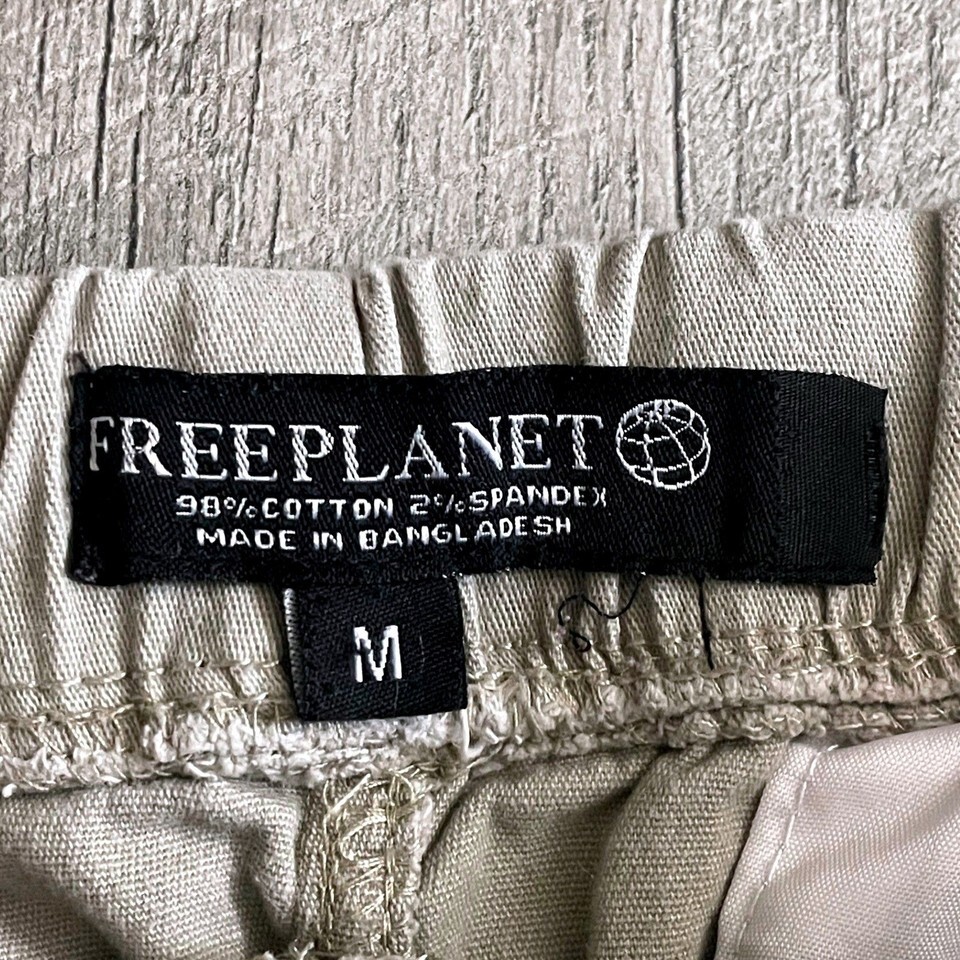 FREEPLANET
98% COTTON 2% SPANDEX
MADE IN BANGLADESH
M